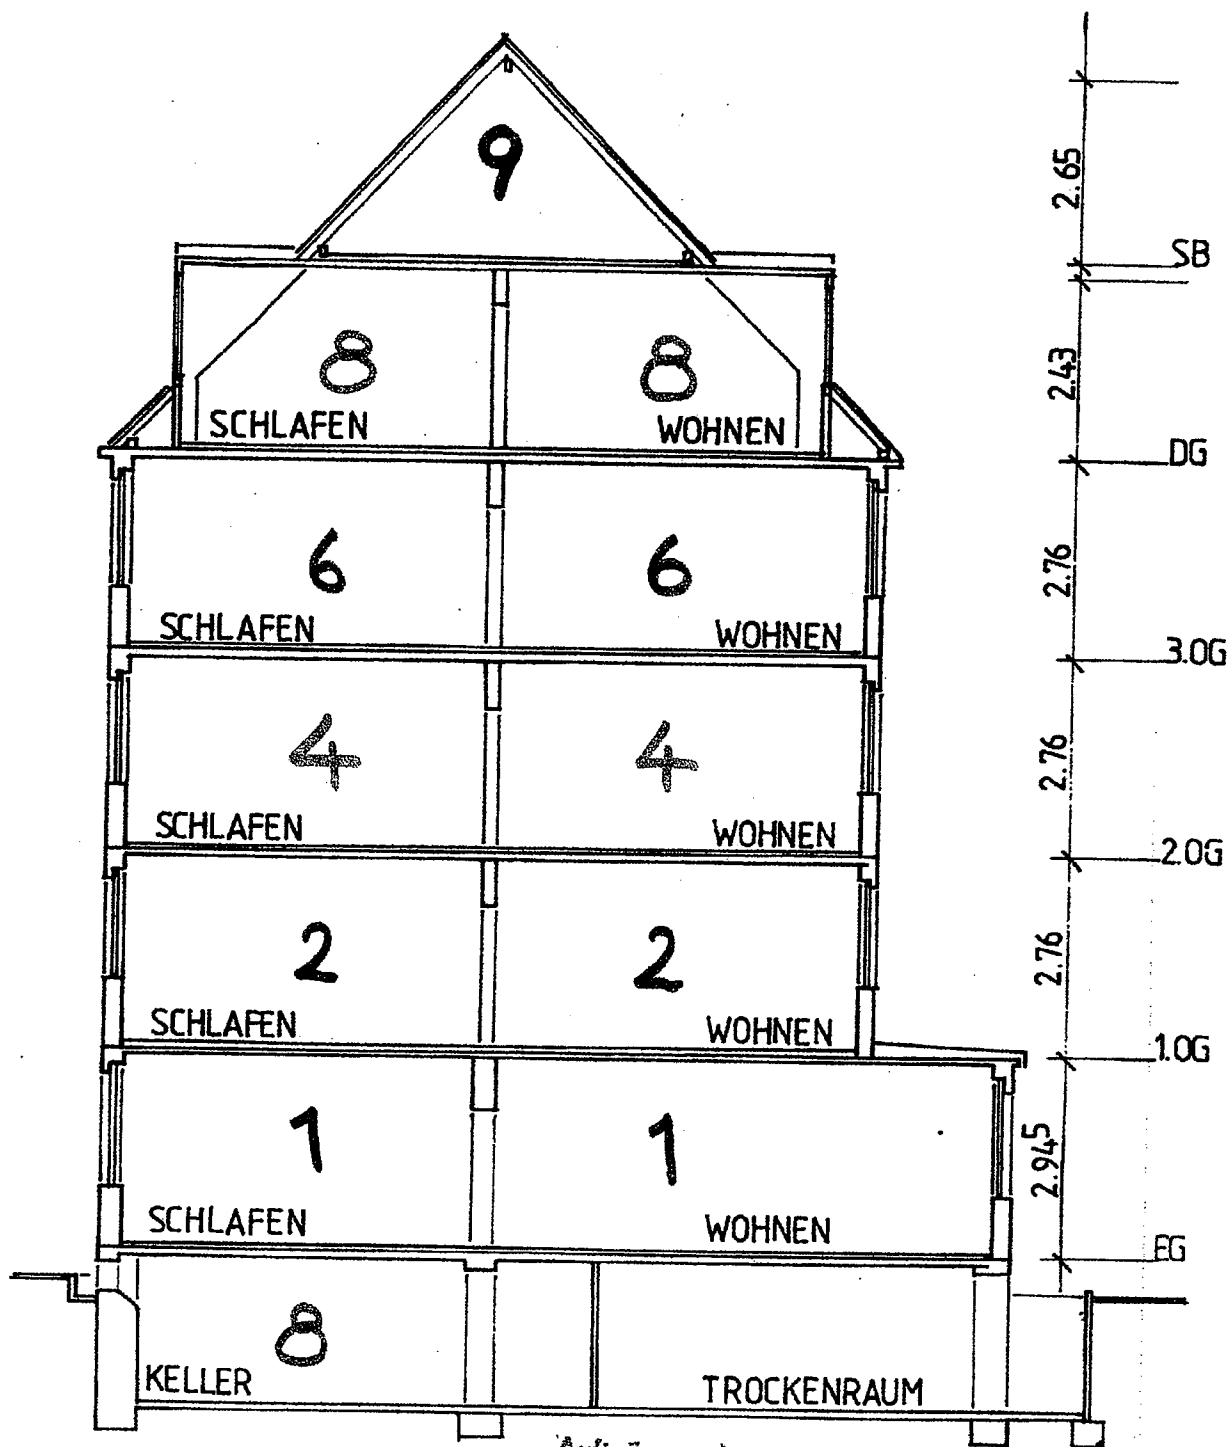 9
2.65
SB
8 8
2.43
SCHLAFEN WOHNEN
DG
6 6
2.76
SCHLAFEN WOHNEN
3.OG
4 4
2.76
SCHLAFEN WOHNEN
2.OG
2 2
2.76
SCHLAFEN WOHNEN
1.OG
1 1
2.945
SCHLAFEN WOHNEN
EG
8
KELLER TROCKENRAUM